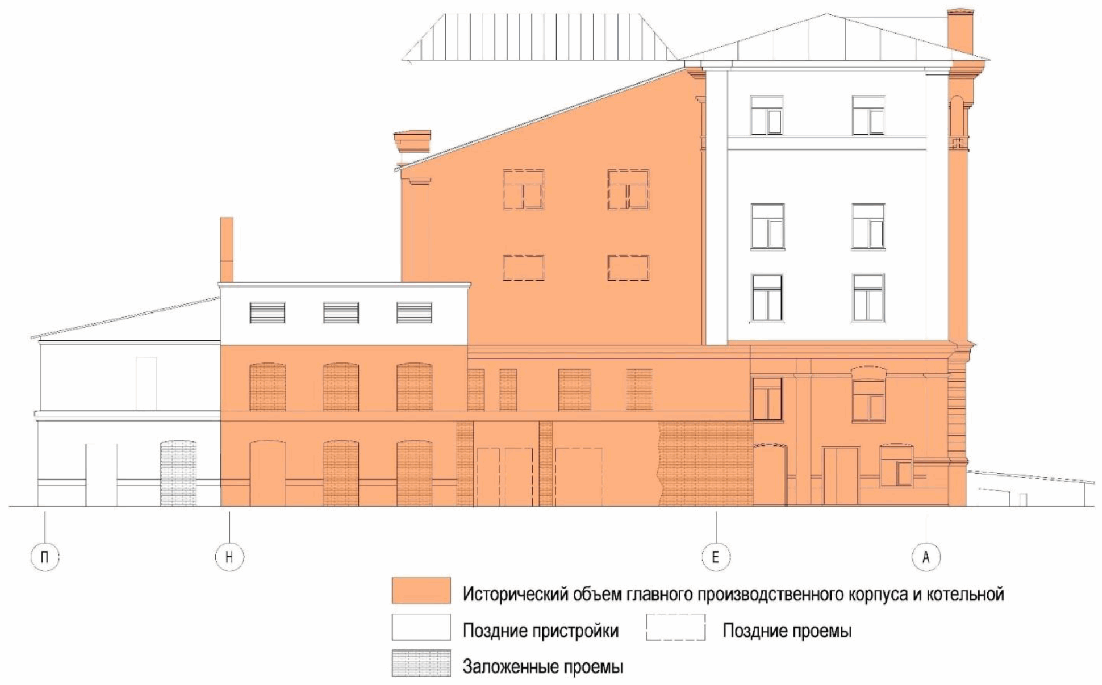 П Н Е А
Исторический объем главного производственного корпуса и котельной
Поздние пристройки Поздние проемы
Заложенные проемы